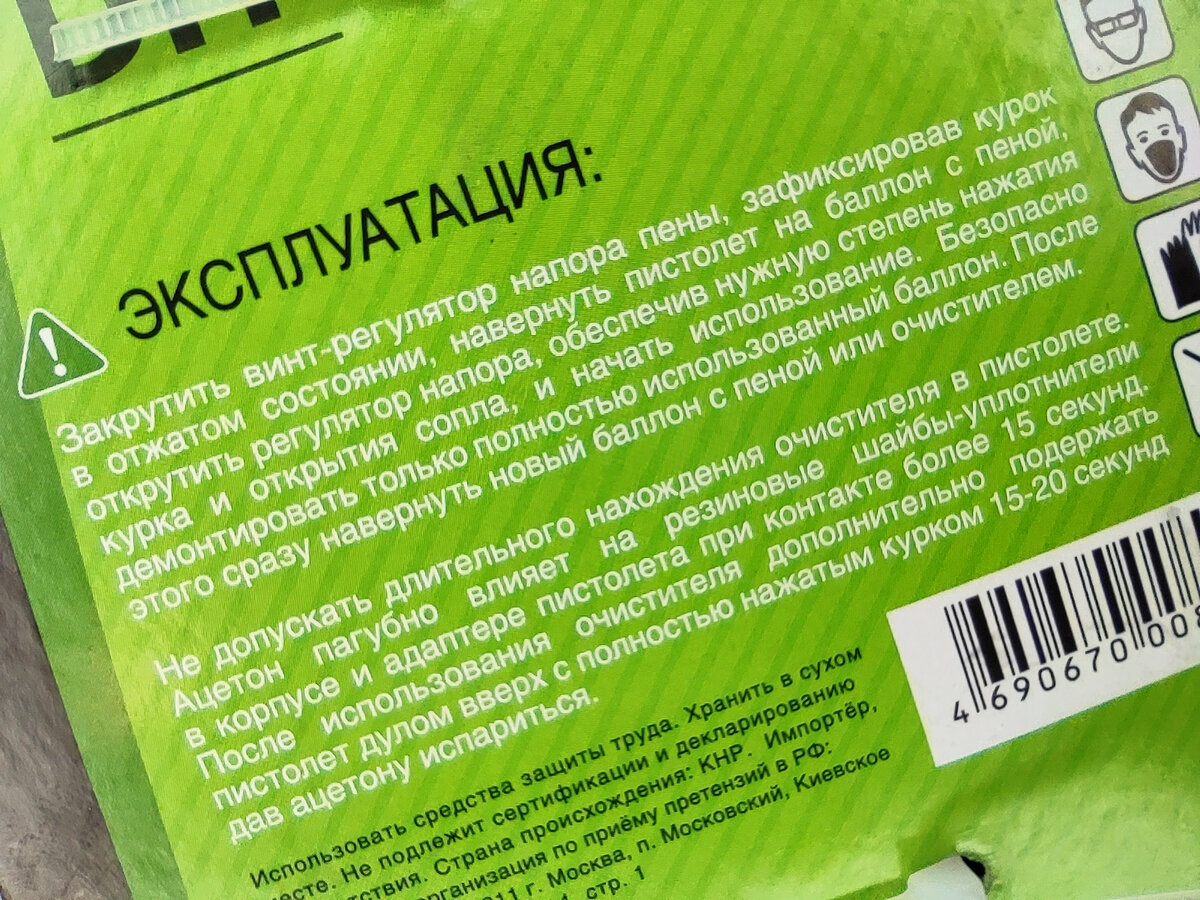 ЭКСПЛУАТАЦИЯ:
Закрутить винт-регулятор напора пены, зафиксировав курок
в отжатом состоянии, навернуть пистолет на баллон с пеной,
открутить регулятор напора, обеспечив нужную степень нажатия
курка и открытия сопла, и начать использование. Безопасно
демонтировать только полностью использованный баллон. После
этого сразу навернуть новый баллон с пеной или очистителем.
Не допускать длительного нахождения очистителя в пистолете.
Ацетон пагубно влияет на резиновые шайбы-уплотнители
в корпусе и адаптере пистолета при контакте более 15 секунд.
После использования очистителя дополнительно подержать
пистолет дулом вверх с полностью нажатым курком 15-20 секунд
дав ацетону испариться.
Использовать средства защиты труда. Хранить в сухом
месте. Не подлежит сертификации и декларированию
Страна происхождения: КНР. Импортёр,
организация по приёму претензий в РФ:
г. Москва, п. Московский, Киевское
стр. 1
4 690670 00